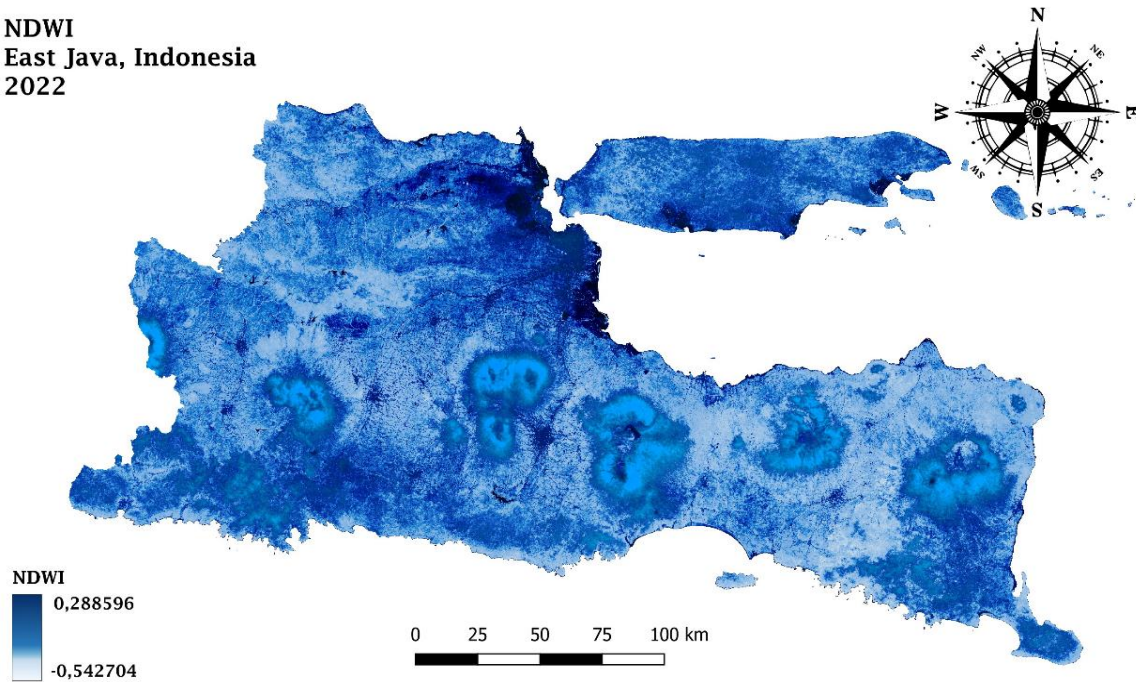 NDWI
East Java, Indonesia
2022
N
NW
NE
W
E
SW
ES
S
NDWI
0,288596
-0,542704
0 25 50 75 100 km